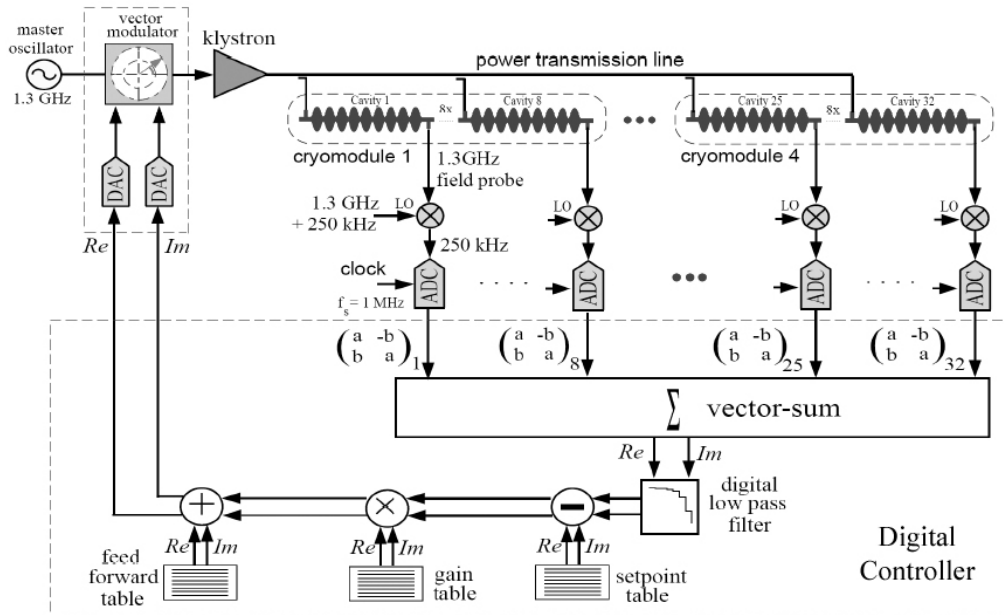 master
oscillator
1.3 GHz
vector
modulator
klystron
power transmission line
Cavity 1
8x
Cavity 8
Cavity 25
8x
Cavity 32
cryomodule 1
cryomodule 4
1.3GHz
field probe
DAC
DAC
1.3 GHz
+ 250 kHz
LO
LO
LO
LO
Re
Im
250 kHz
clock
f_s = 1 MHz
ADC
ADC
ADC
ADC
a -b
b a
1
a -b
b a
8
a -b
b a
25
a -b
b a
32
Σ vector-sum
Re
Im
digital
low pass
filter
+
×
−
Re
Im
Re
Im
Re
Im
feed
forward
table
gain
table
setpoint
table
Digital
Controller